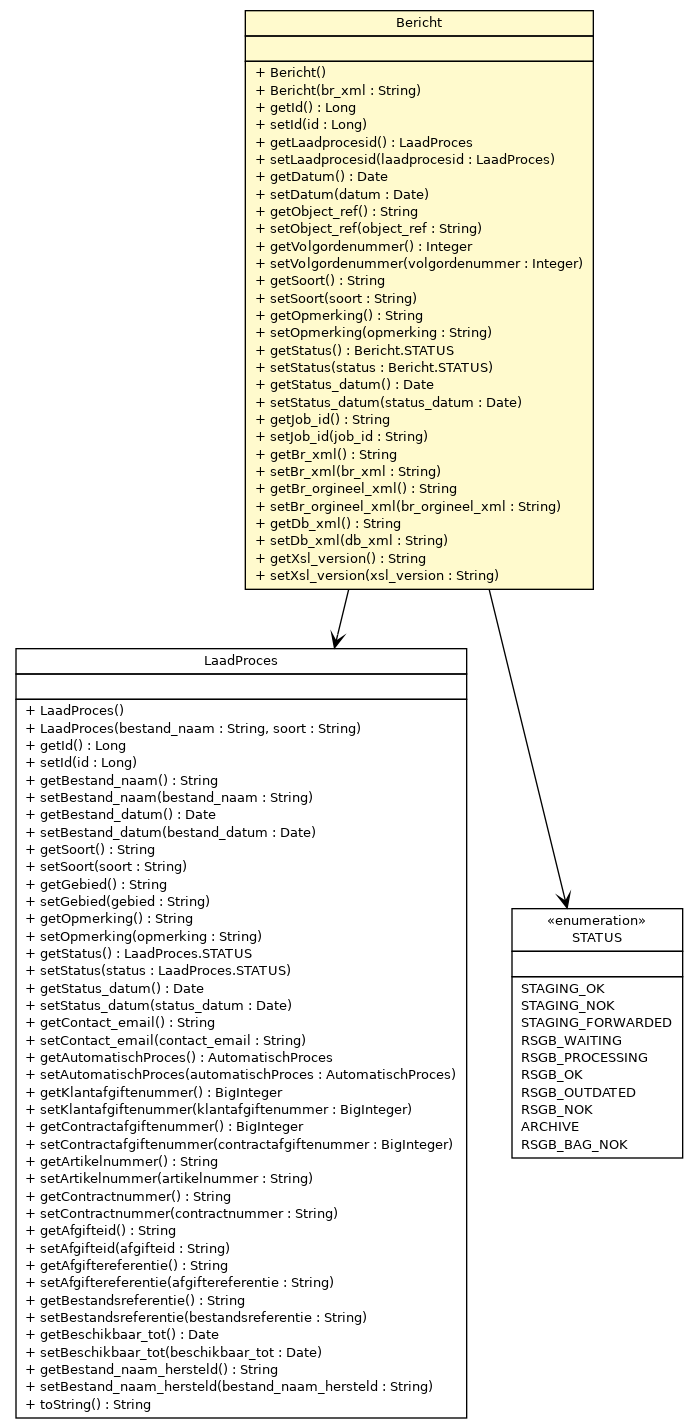 Bericht
+ Bericht()
+ Bericht(br_xml : String)
+ getId() : Long
+ setId(id : Long)
+ getLaadprocesid() : LaadProces
+ setLaadprocesid(laadprocesid : LaadProces)
+ getDatum() : Date
+ setDatum(datum : Date)
+ getObject_ref() : String
+ setObject_ref(object_ref : String)
+ getVolgordenummer() : Integer
+ setVolgordenummer(volgordenummer : Integer)
+ getSoort() : String
+ setSoort(soort : String)
+ getOpmerking() : String
+ setOpmerking(opmerking : String)
+ getStatus() : Bericht.STATUS
+ setStatus(status : Bericht.STATUS)
+ getStatus_datum() : Date
+ setStatus_datum(status_datum : Date)
+ getJob_id() : String
+ setJob_id(job_id : String)
+ getBr_xml() : String
+ setBr_xml(br_xml : String)
+ getBr_orgineel_xml() : String
+ setBr_orgineel_xml(br_orgineel_xml : String)
+ getDb_xml() : String
+ setDb_xml(db_xml : String)
+ getXsl_version() : String
+ setXsl_version(xsl_version : String)
LaadProces
+ LaadProces()
+ LaadProces(bestand_naam : String, soort : String)
+ getId() : Long
+ setId(id : Long)
+ getBestand_naam() : String
+ setBestand_naam(bestand_naam : String)
+ getBestand_datum() : Date
+ setBestand_datum(bestand_datum : Date)
+ getSoort() : String
+ setSoort(soort : String)
+ getGebied() : String
+ setGebied(gebied : String)
+ getOpmerking() : String
+ setOpmerking(opmerking : String)
+ getStatus() : LaadProces.STATUS
+ setStatus(status : LaadProces.STATUS)
+ getStatus_datum() : Date
+ setStatus_datum(status_datum : Date)
+ getContact_email() : String
+ setContact_email(contact_email : String)
+ getAutomatischProces() : AutomatischProces
+ setAutomatischProces(automatischProces : AutomatischProces)
+ getKlantafgiftenummer() : BigInteger
+ setKlantafgiftenummer(klantafgiftenummer : BigInteger)
+ getContractafgiftenummer() : BigInteger
+ setContractafgiftenummer(contractafgiftenummer : BigInteger)
+ getArtikelnummer() : String
+ setArtikelnummer(artikelnummer : String)
+ getContractnummer() : String
+ setContractnummer(contractnummer : String)
+ getAfgifteid() : String
+ setAfgifteid(afgifteid : String)
+ getAfgiftereferentie() : String
+ setAfgiftereferentie(afgiftereferentie : String)
+ getBestandsreferentie() : String
+ setBestandsreferentie(bestandsreferentie : String)
+ getBeschikbaar_tot() : Date
+ setBeschikbaar_tot(beschikbaar_tot : Date)
+ getBestand_naam_hersteld() : String
+ setBestand_naam_hersteld(bestand_naam_hersteld : String)
+ toString() : String
«enumeration»
STATUS
STAGING_OK
STAGING_NOK
STAGING_FORWARDED
RSGB_WAITING
RSGB_PROCESSING
RSGB_OK
RSGB_OUTDATED
RSGB_NOK
ARCHIVE
RSGB_BAG_NOK